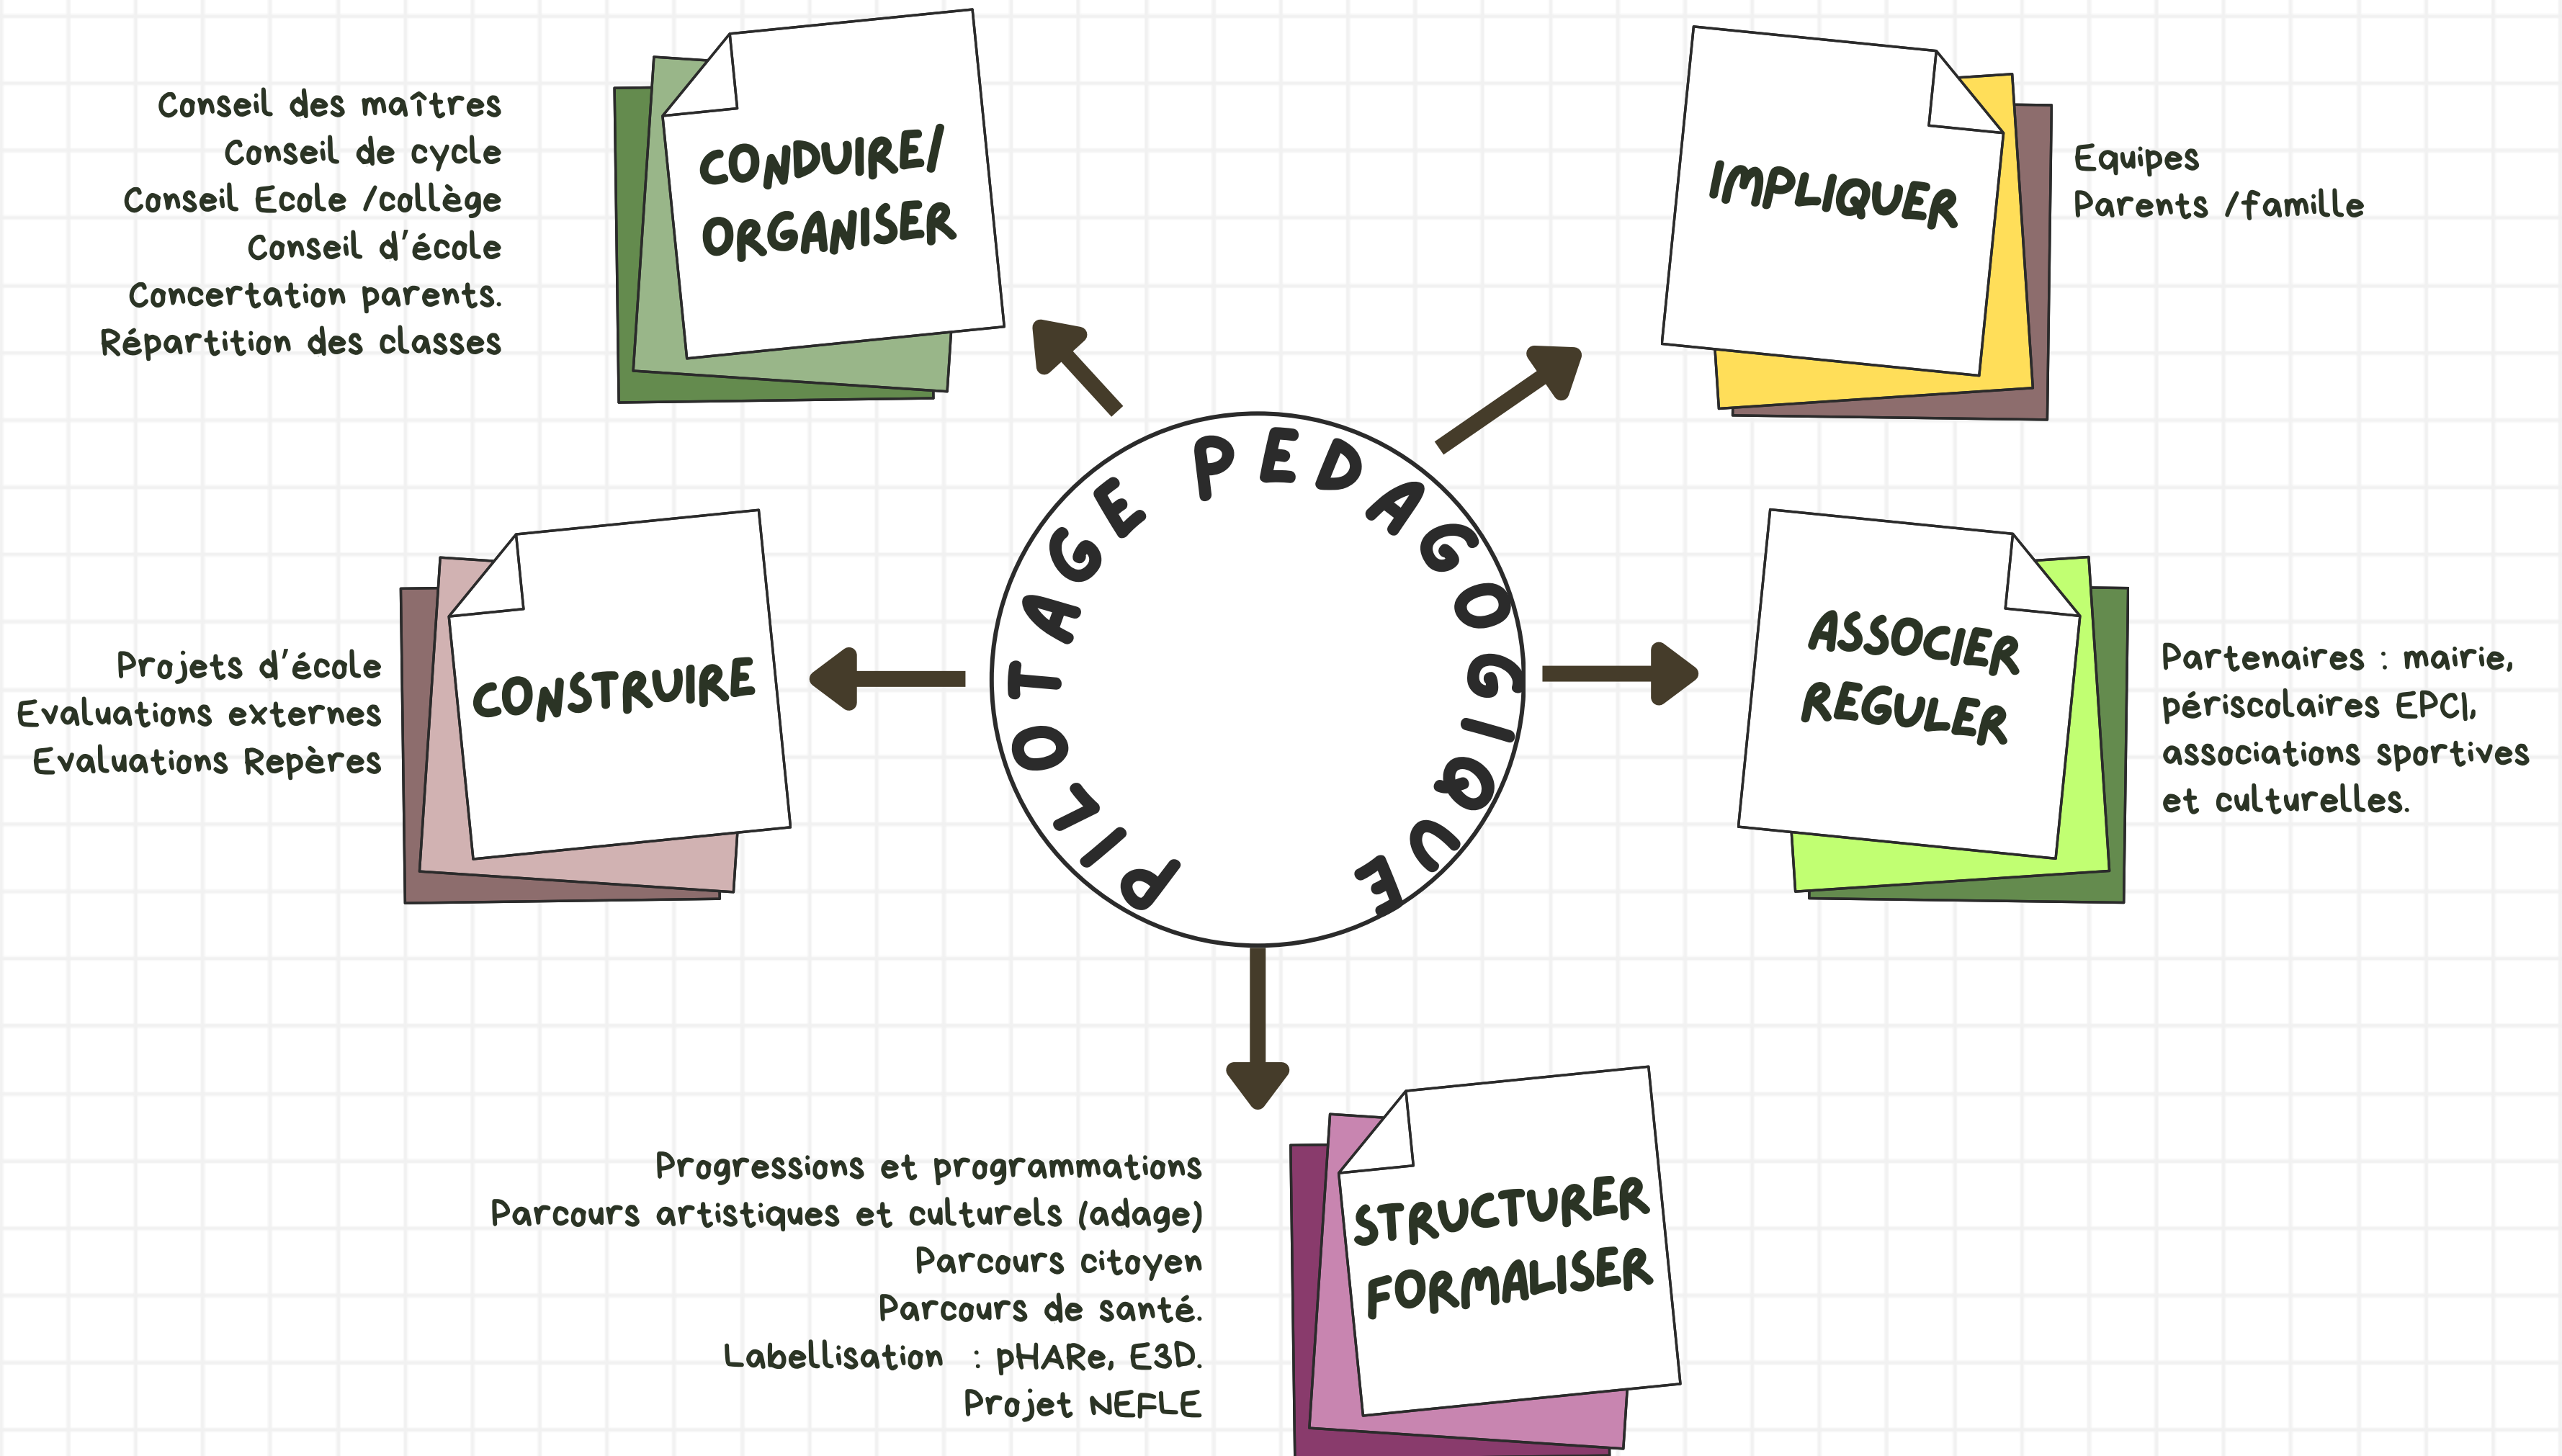 Conseil des maîtres
Conseil de cycle
Conseil Ecole /collège
Conseil d'école
Concertation parents.
Répartition des classes
CONDUIRE/
ORGANISER
IMPLIQUER
Equipes
Parents /famille
PILOTAGE PEDAGOGIQUE
Projets d'école
Evaluations externes
Evaluations Repères
CONSTRUIRE
ASSOCIER
REGULER
Partenaires : mairie,
périscolaires EPCI,
associations sportives
et culturelles.
Progressions et programmations
Parcours artistiques et culturels (adage)
Parcours citoyen
Parcours de santé.
Labellisation : pHARe, E3D.
Projet NEFLE
STRUCTURER
FORMALISER